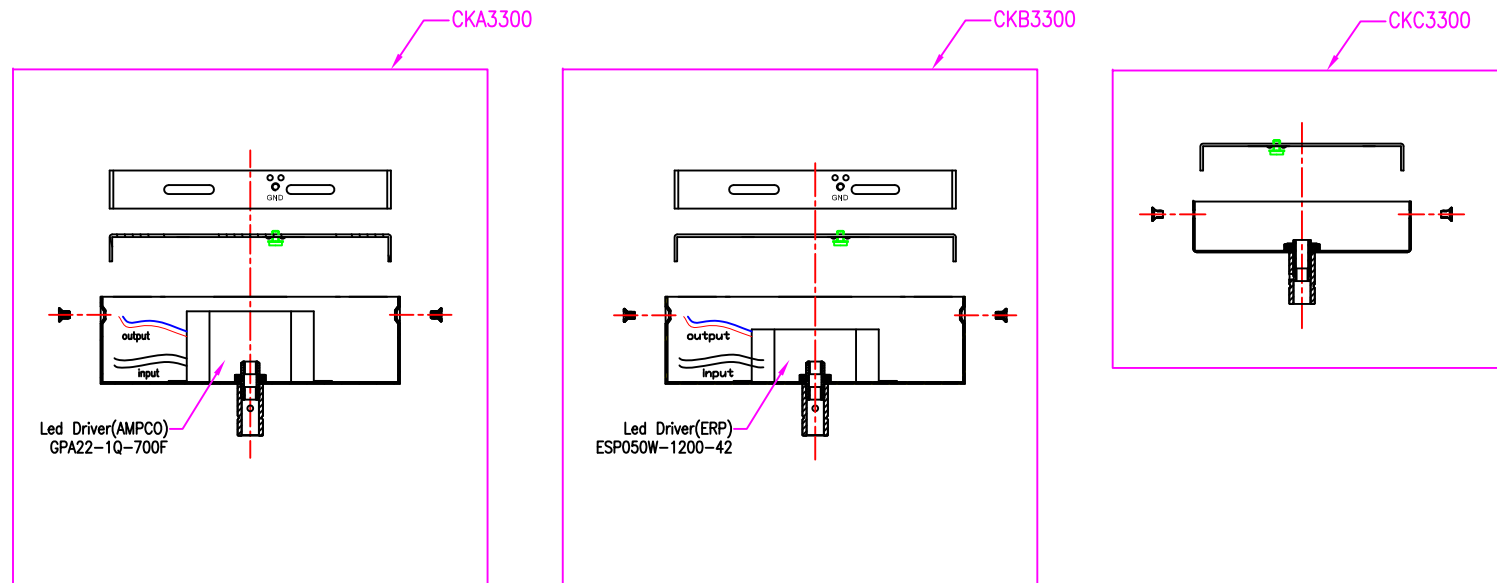 CKA3300
CKB3300
CKC3300
GND
output
input
Led Driver(AMPCO)
GPA22-1Q-700F
GND
output
input
Led Driver(ERP)
ESP050W-1200-42